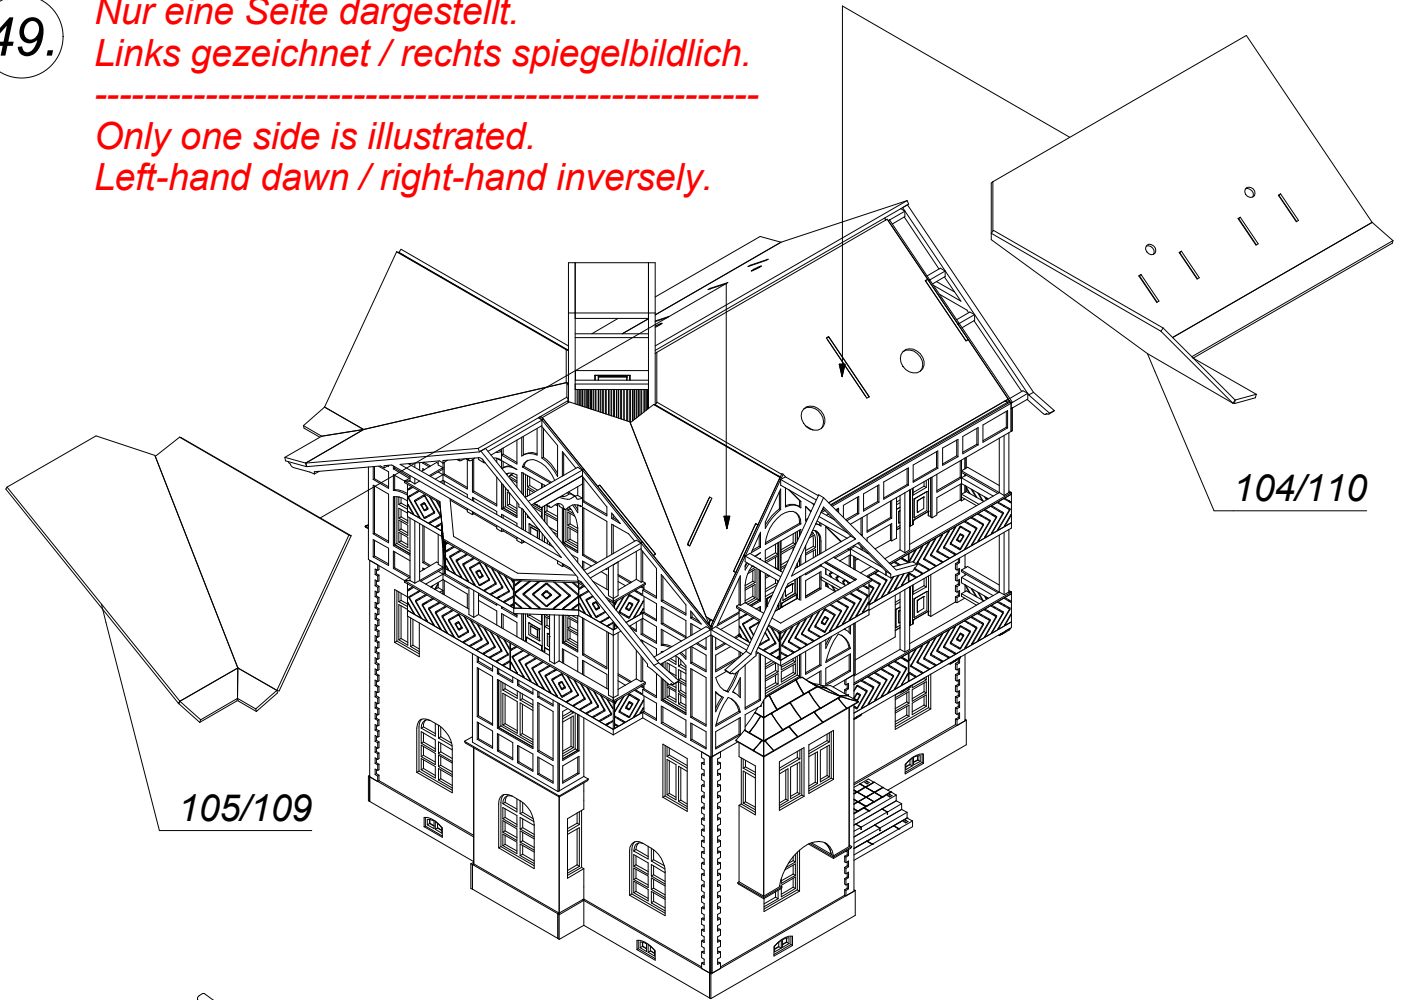 49.
Nur eine Seite dargestellt.
Links gezeichnet / rechts spiegelbildlich.
------------------------------------------------------
Only one side is illustrated.
Left-hand dawn / right-hand inversely.
104/110
105/109